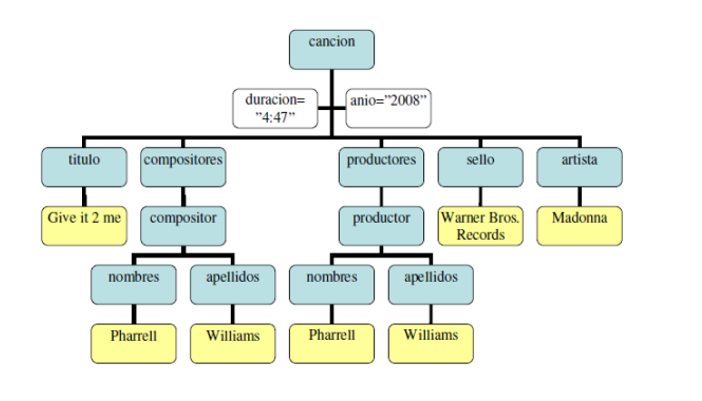 cancion
duracion=
"4:47"
anio="2008"
titulo
compositores
productores
sello
artista
Give it 2 me
compositor
productor
Warner Bros.
Records
Madonna
nombres
apellidos
nombres
apellidos
Pharrell
Williams
Pharrell
Williams